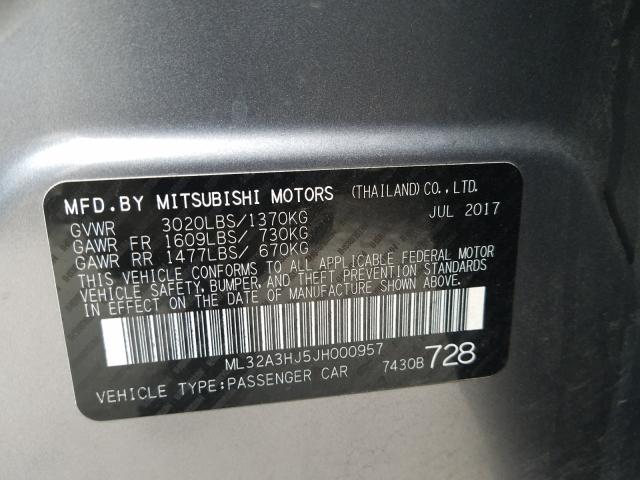 MFD.BY MITSUBISHI MOTORS (THAILAND)CO.,LTD.
JUL 2017
GVWR 3020LBS/1370KG
GAWR FR 1609LBS/ 730KG
GAWR RR 1477LBS/ 670KG
THIS VEHICLE CONFORMS TO ALL APPLICABLE FEDERAL MOTOR
VEHICLE SAFETY, BUMPER, AND THEFT PREVENTION STANDARDS
IN EFFECT ON THE DATE OF MANUFACTURE SHOWN ABOVE.
ML32A3HJ5JH000957
VEHICLE TYPE:PASSENGER CAR 7430B 728